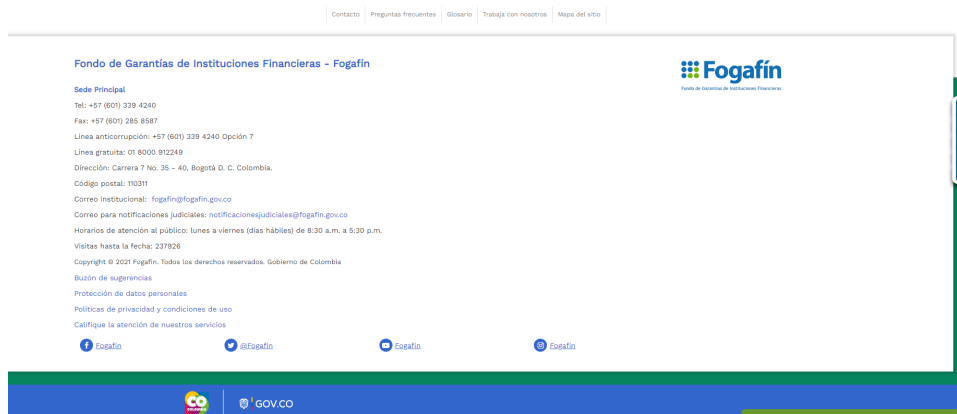 Contacto Preguntas frecuentes Glosario Trabaja con nosotros Mapa del sitio
Fondo de Garantías de Instituciones Financieras - Fogafín
Fogafín
Fondo de Garantías de Instituciones Financieras
Sede Principal
Tel: +57 (601) 339 4240
Fax: +57 (601) 285 8587
Línea anticorrupción: +57 (601) 339 4240 Opción 7
Línea gratuita: 01 8000 912249
Dirección: Carrera 7 No. 35 - 40, Bogotá D. C. Colombia.
Código postal: 110311
Correo institucional: fogafin@fogafin.gov.co
Correo para notificaciones judiciales: notificacionesjudiciales@fogafin.gov.co
Horarios de atención al público: lunes a viernes (días hábiles) de 8:30 a.m. a 5:30 p.m.
Visitas hasta la fecha: 237926
Copyright © 2021 Fogafín. Todos los derechos reservados. Gobierno de Colombia
Buzón de sugerencias
Protección de datos personales
Políticas de privacidad y condiciones de uso
Califique la atención de nuestros servicios
Fogafín @Fogafín Fogafín Fogafín
CO
COLOMBIA
GOV.CO